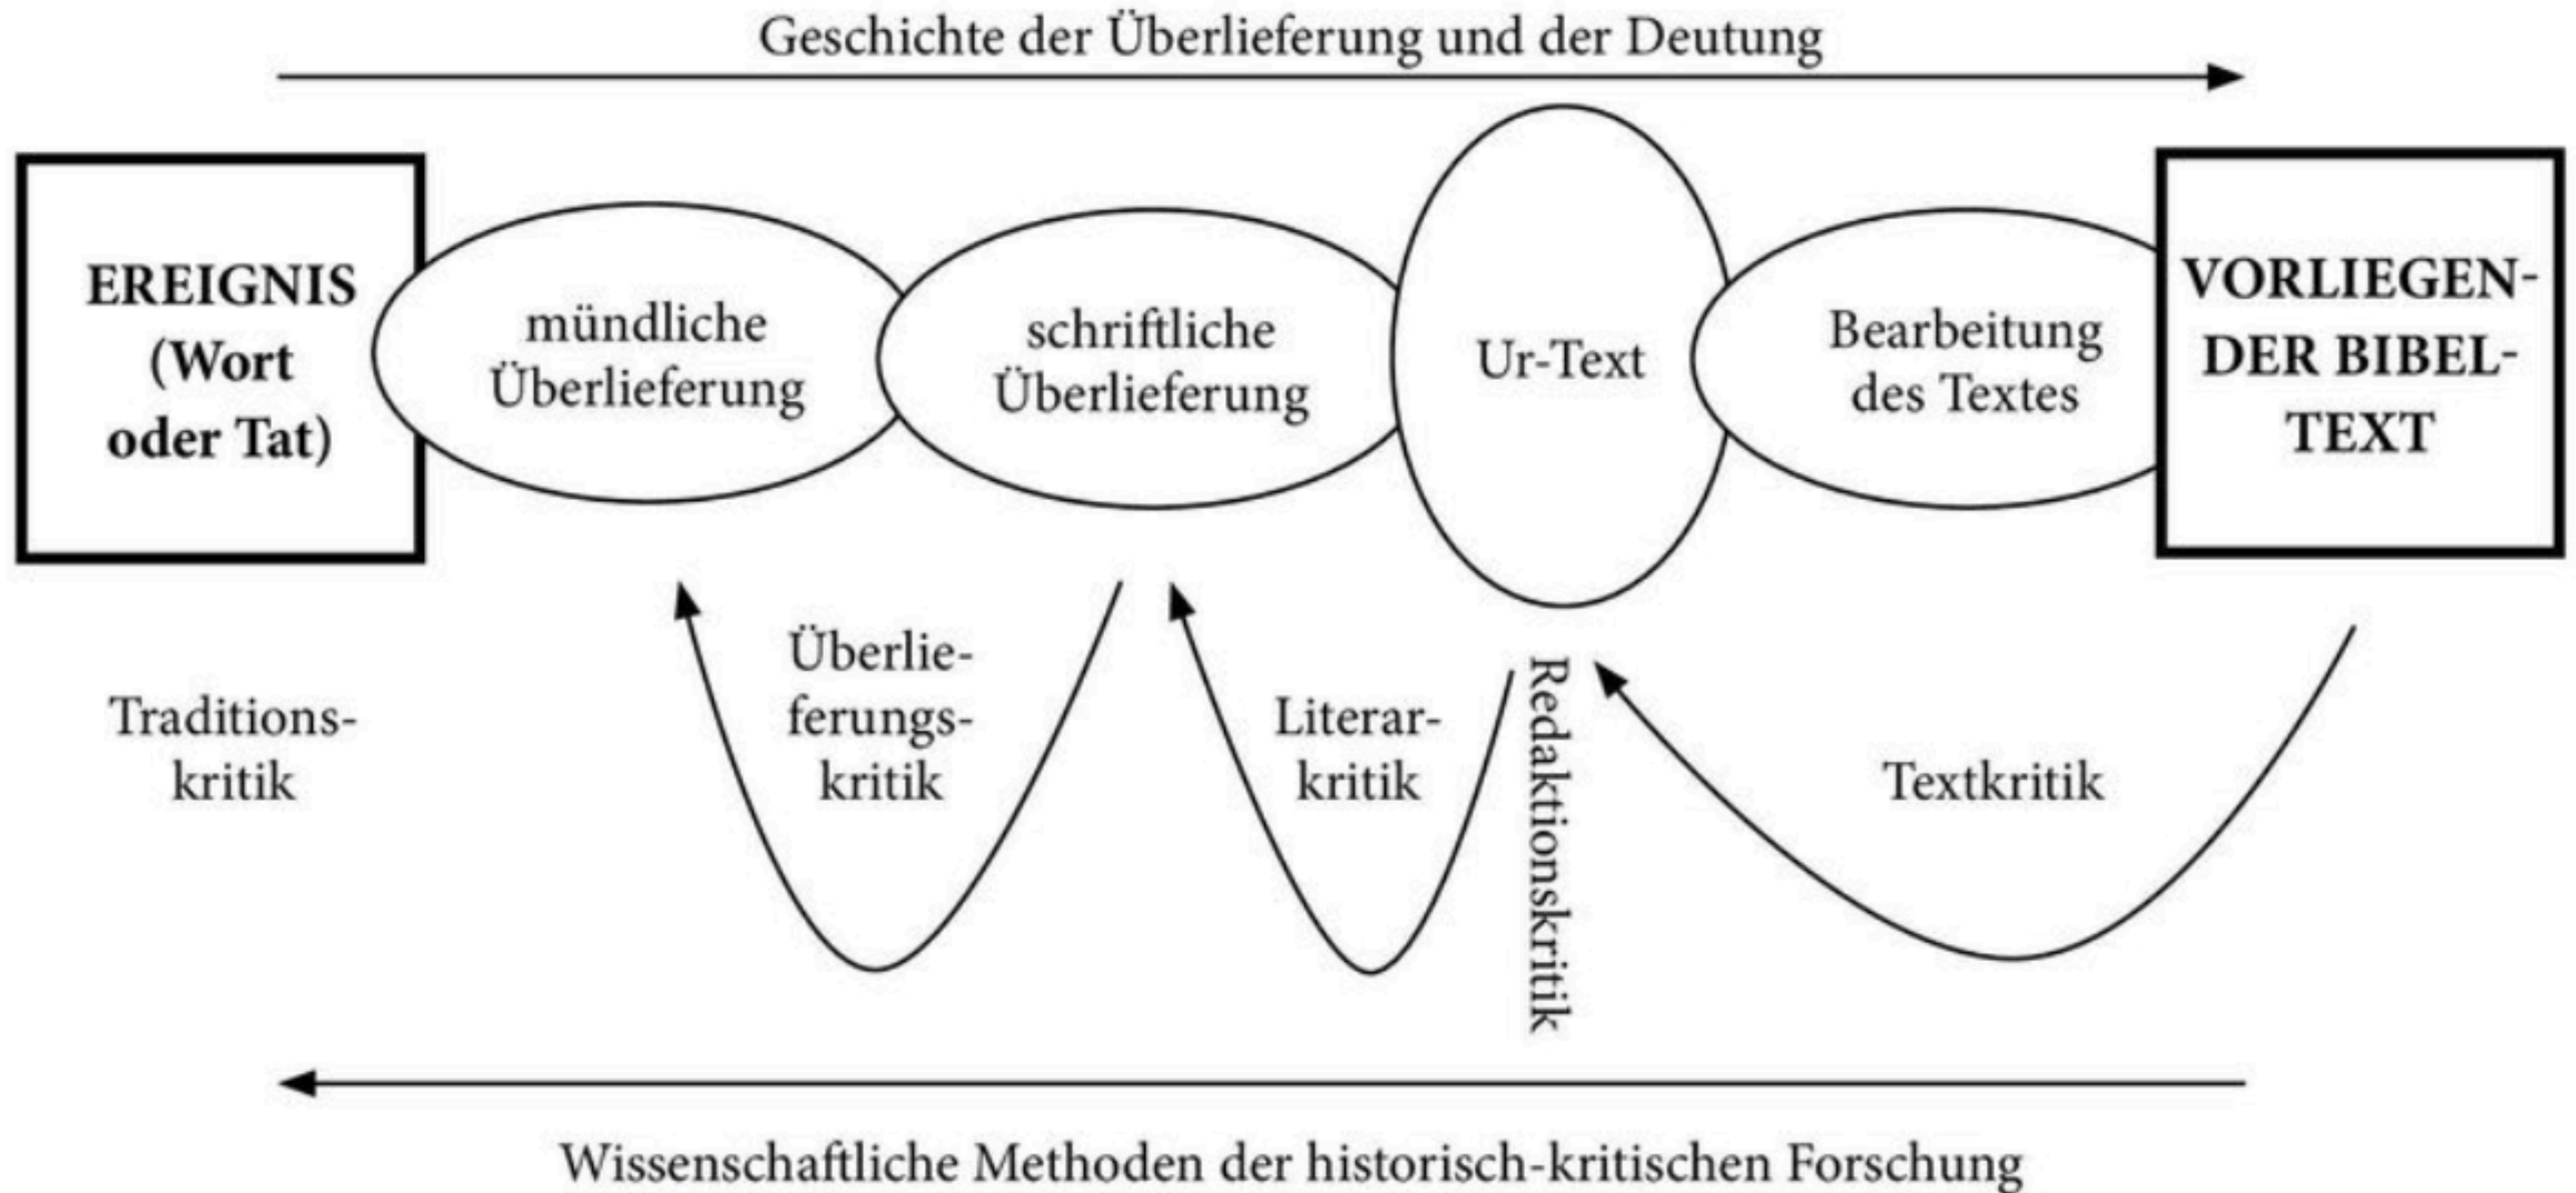 Geschichte der Überlieferung und der Deutung
EREIGNIS
(Wort
oder Tat)
mündliche
Überlieferung
schriftliche
Überlieferung
Ur-Text
Bearbeitung
des Textes
VORLIEGEN-
DER BIBEL-
TEXT
Traditions-
kritik
Überlie-
ferungs-
kritik
Literar-
kritik
Redaktionskritik
Textkritik
Wissenschaftliche Methoden der historisch-kritischen Forschung